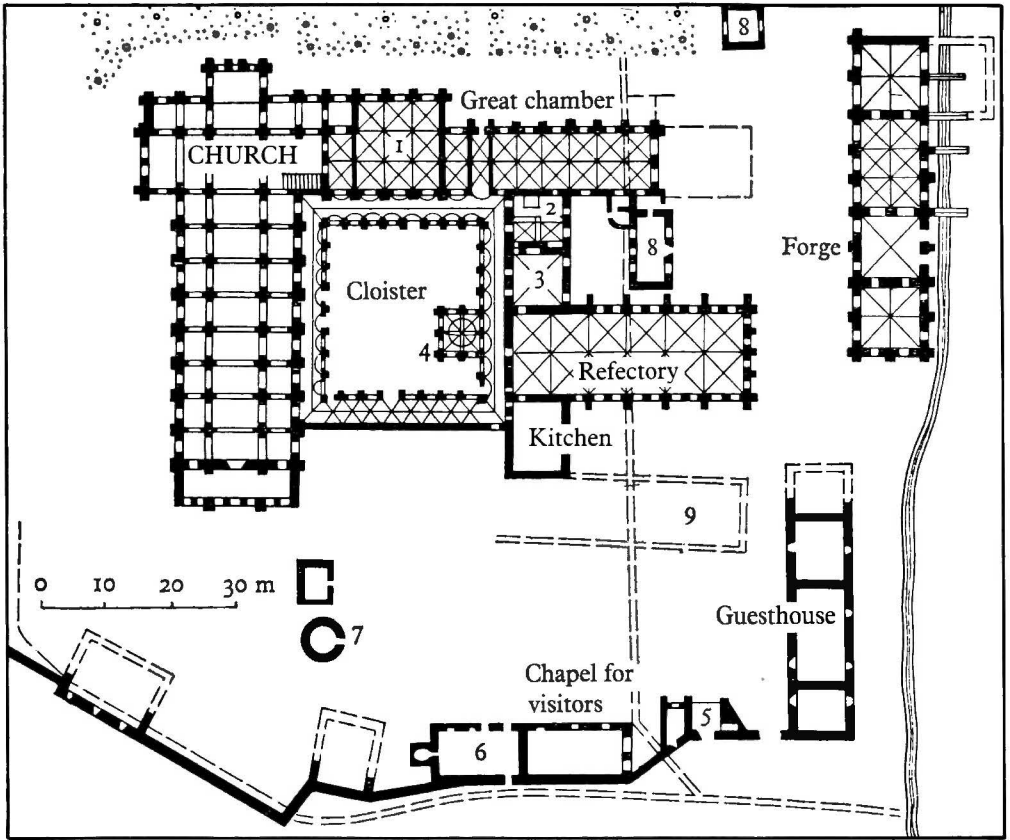 8
Great chamber
1
CHURCH
2
8
Forge
3
Cloister
4
Refectory
Kitchen
9
0 10 20 30 m
Guesthouse
7
Chapel for
visitors
5
6